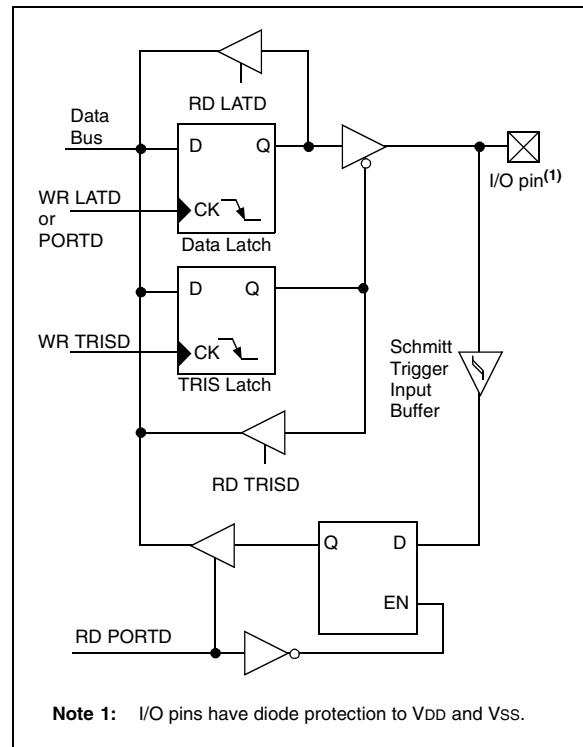 RD LATD
Data
Bus
D Q
WR LATD
or
PORTD
CK
Data Latch
I/O pin(1)
D Q
WR TRISD
CK
TRIS Latch
Schmitt
Trigger
Input
Buffer
RD TRISD
Q D
EN
RD PORTD
Note 1: I/O pins have diode protection to VDD and VSS.